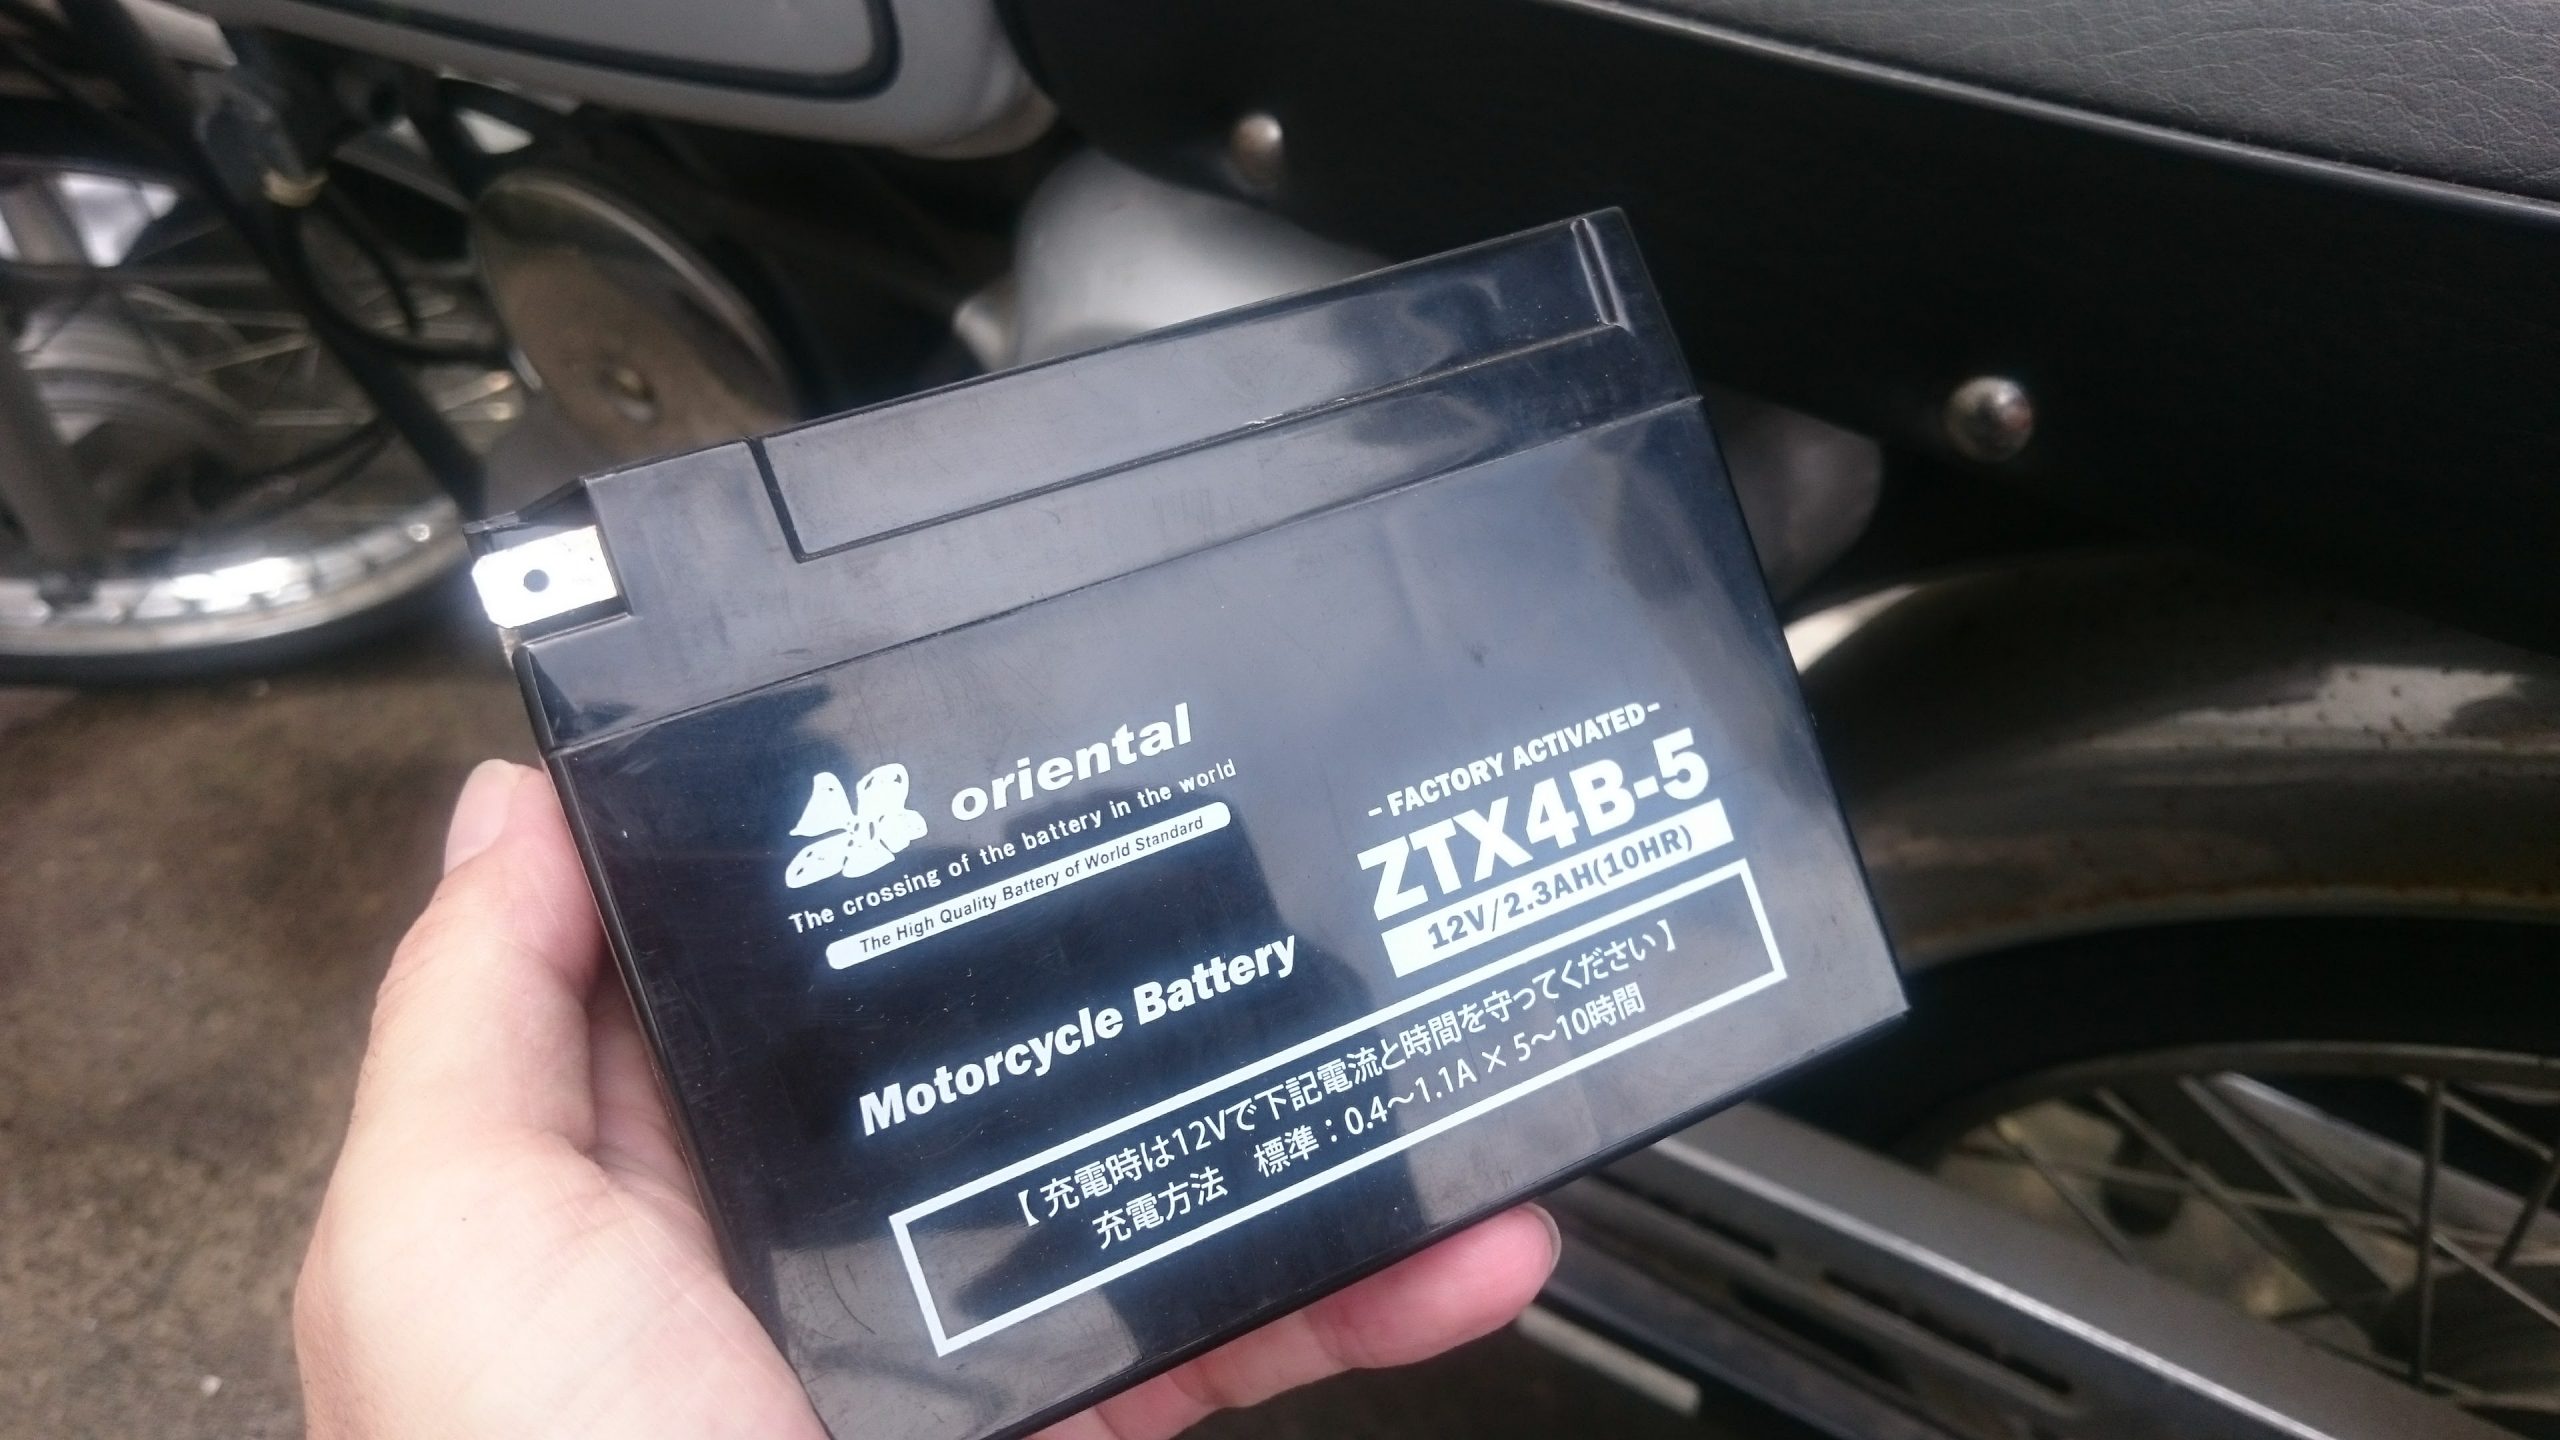 oriental
The crossing of the battery in the world
The High Quality Battery of World Standard
Motorcycle Battery
- FACTORY ACTIVATED -
ZTX4B-5
12V/2.3AH(10HR)
【 充電時は12Vで下記電流と時間を守ってください 】
充電方法　標準：0.4～1.1A × 5～10時間